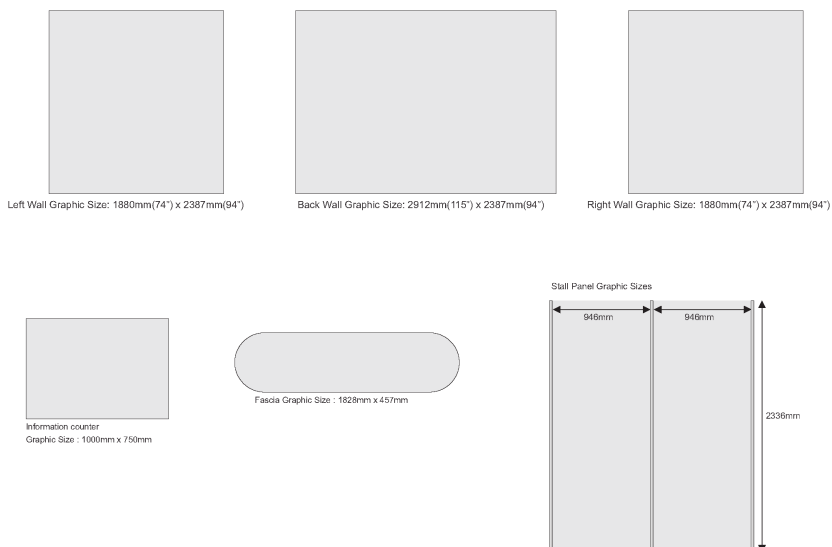 Left Wall Graphic Size: 1880mm(74") x 2387mm(94")
Back Wall Graphic Size: 2912mm(115") x 2387mm(94")
Right Wall Graphic Size: 1880mm(74") x 2387mm(94")
Stall Panel Graphic Sizes
946mm
946mm
2336mm
Fascia Graphic Size : 1828mm x 457mm
Information counter
Graphic Size : 1000mm x 750mm